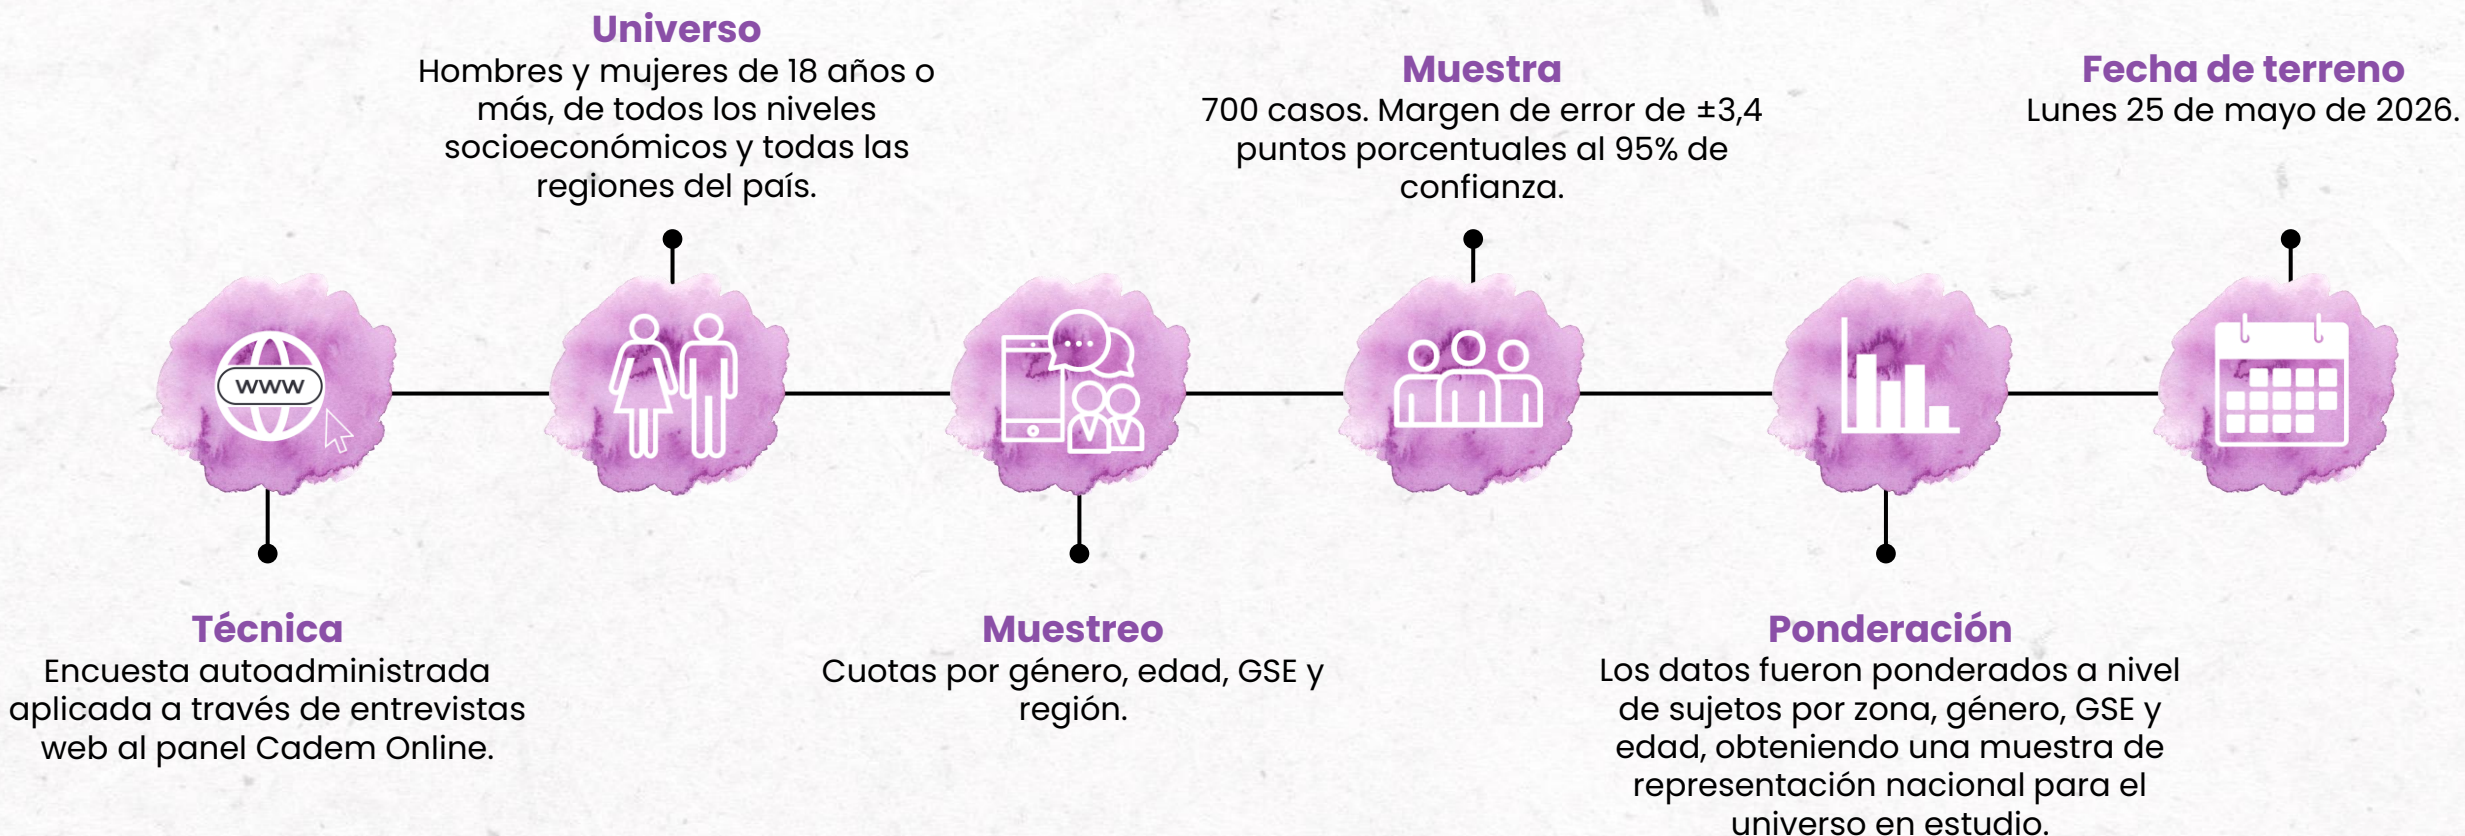 Universo
Hombres y mujeres de 18 años o
más, de todos los niveles
socioeconómicos y todas las
regiones del país.
Muestra
700 casos. Margen de error de ±3,4
puntos porcentuales al 95% de
confianza.
Fecha de terreno
Lunes 25 de mayo de 2026.
www
Técnica
Encuesta autoadministrada
aplicada a través de entrevistas
web al panel Cadem Online.
Muestreo
Cuotas por género, edad, GSE y
región.
Ponderación
Los datos fueron ponderados a nivel
de sujetos por zona, género, GSE y
edad, obteniendo una muestra de
representación nacional para el
universo en estudio.